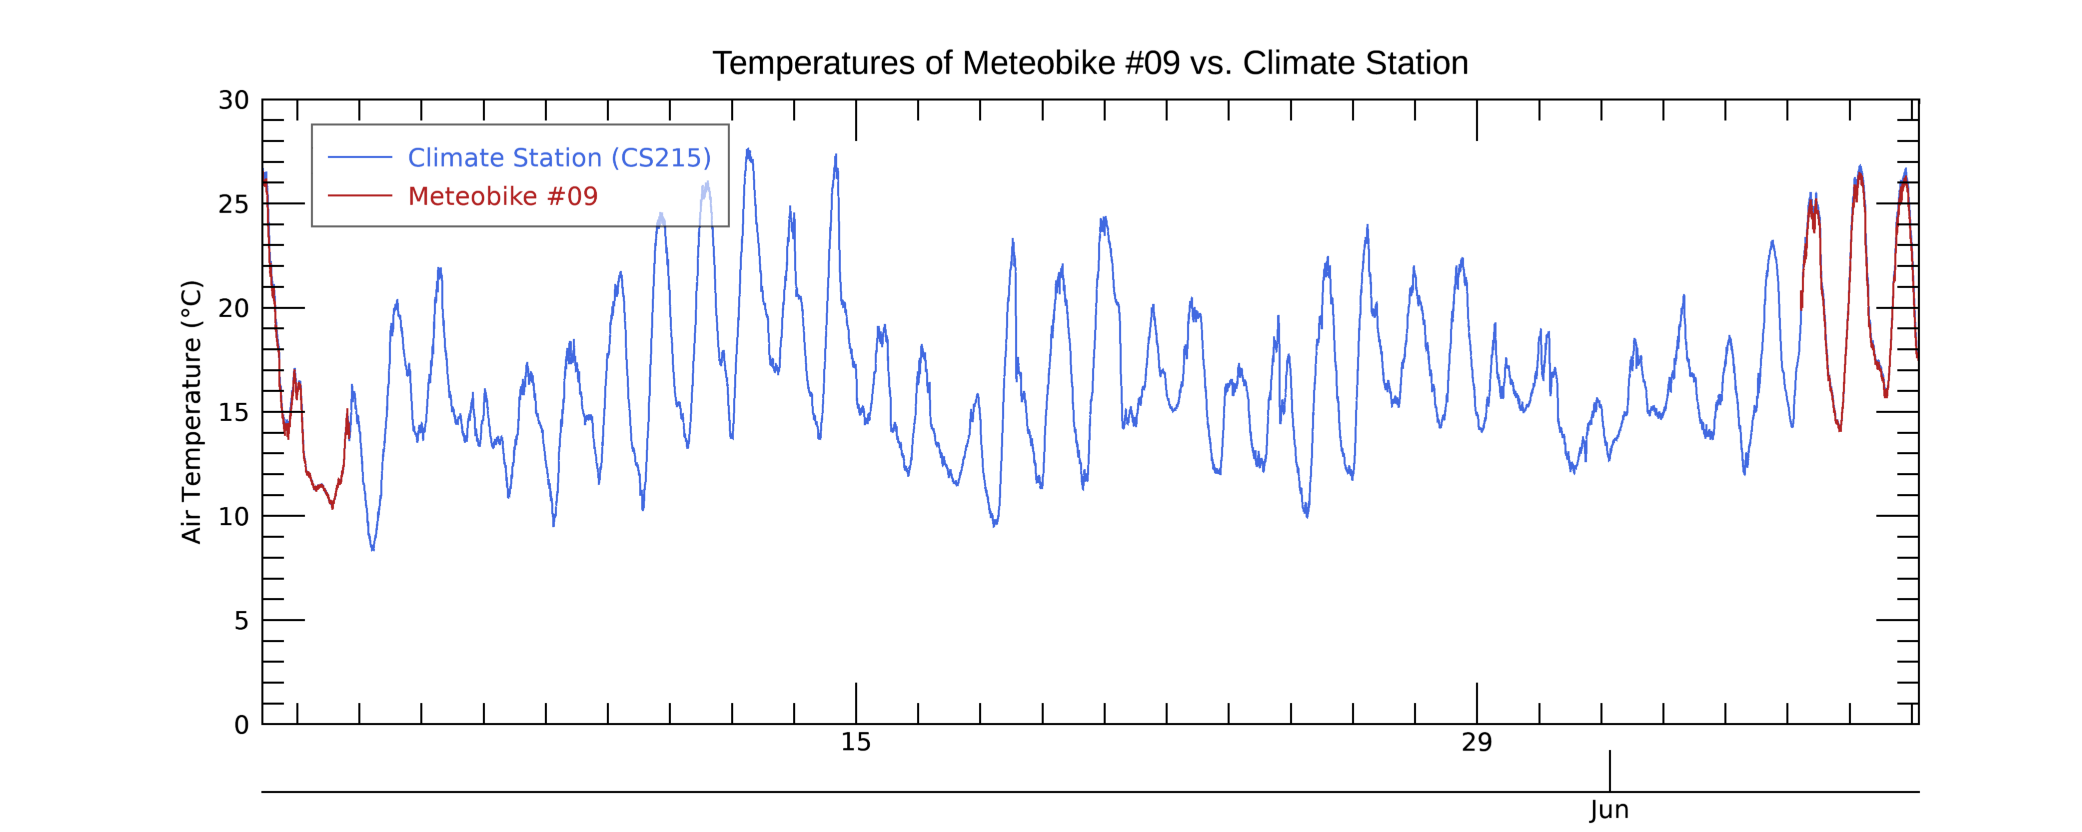 Temperatures of Meteobike #09 vs. Climate Station
30
25
20
15
10
5
0
Air Temperature (°C)
Climate Station (CS215)
Meteobike #09
15
29
Jun